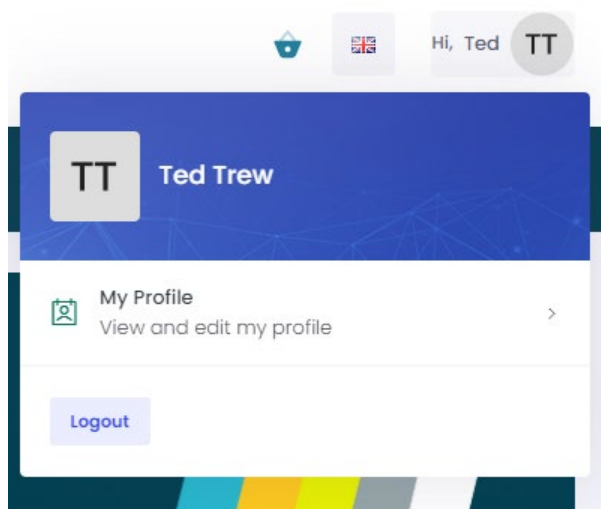 Hi, Ted TT
TT Ted Trew
My Profile
View and edit my profile
Logout